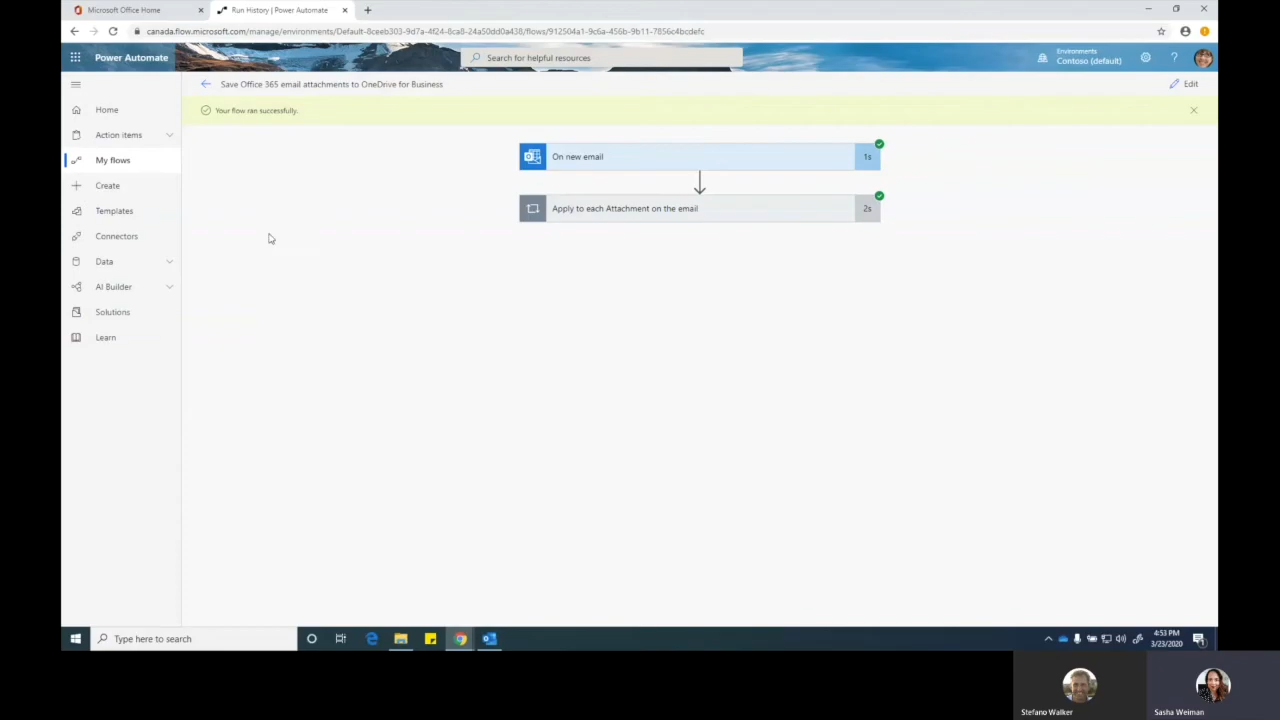 Microsoft Office Home
Run History | Power Automate
canada.flow.microsoft.com/manage/environments/Default-8ceeb303-9d7a-4f24-8ca8-24a50dd0a438/flows/912504a1-9c6a-456b-9b11-7856c4bcdefc
Power Automate
Search for helpful resources
Environments
Contoso (default)
Save Office 365 email attachments to OneDrive for Business
Edit
Your flow ran successfully.
Home
Action items
My flows
Create
Templates
Connectors
Data
AI Builder
Solutions
Learn
On new email
1s
Apply to each Attachment on the email
2s
Type here to search
4:53 PM
3/23/2020
Stefano Walker
Sasha Weiman